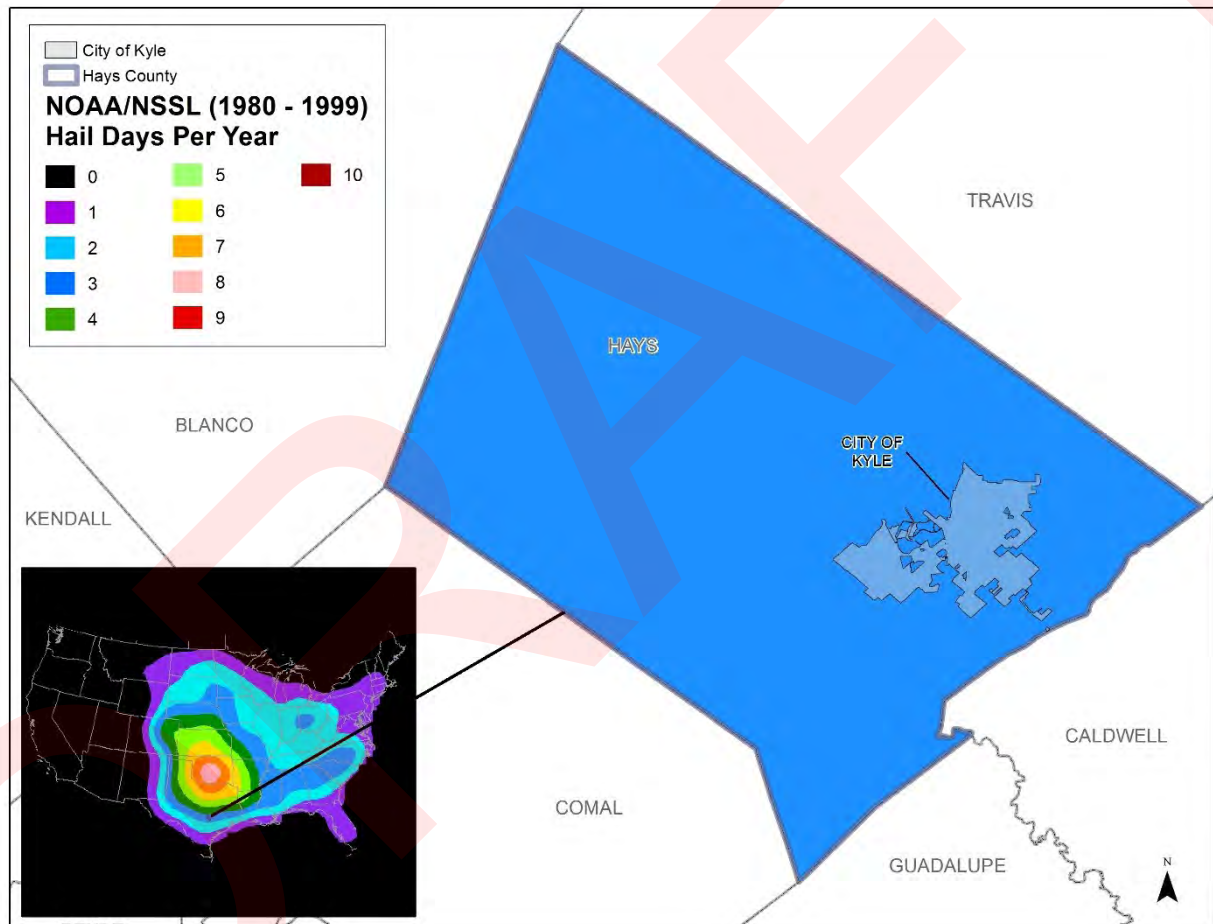 City of Kyle
Hays County
NOAA/NSSL (1980 - 1999)
Hail Days Per Year
0
5
10
1
6
2
7
3
8
4
9
TRAVIS
HAYS
BLANCO
CITY OF
KYLE
KENDALL
CALDWELL
COMAL
GUADALUPE
N
DRAFT